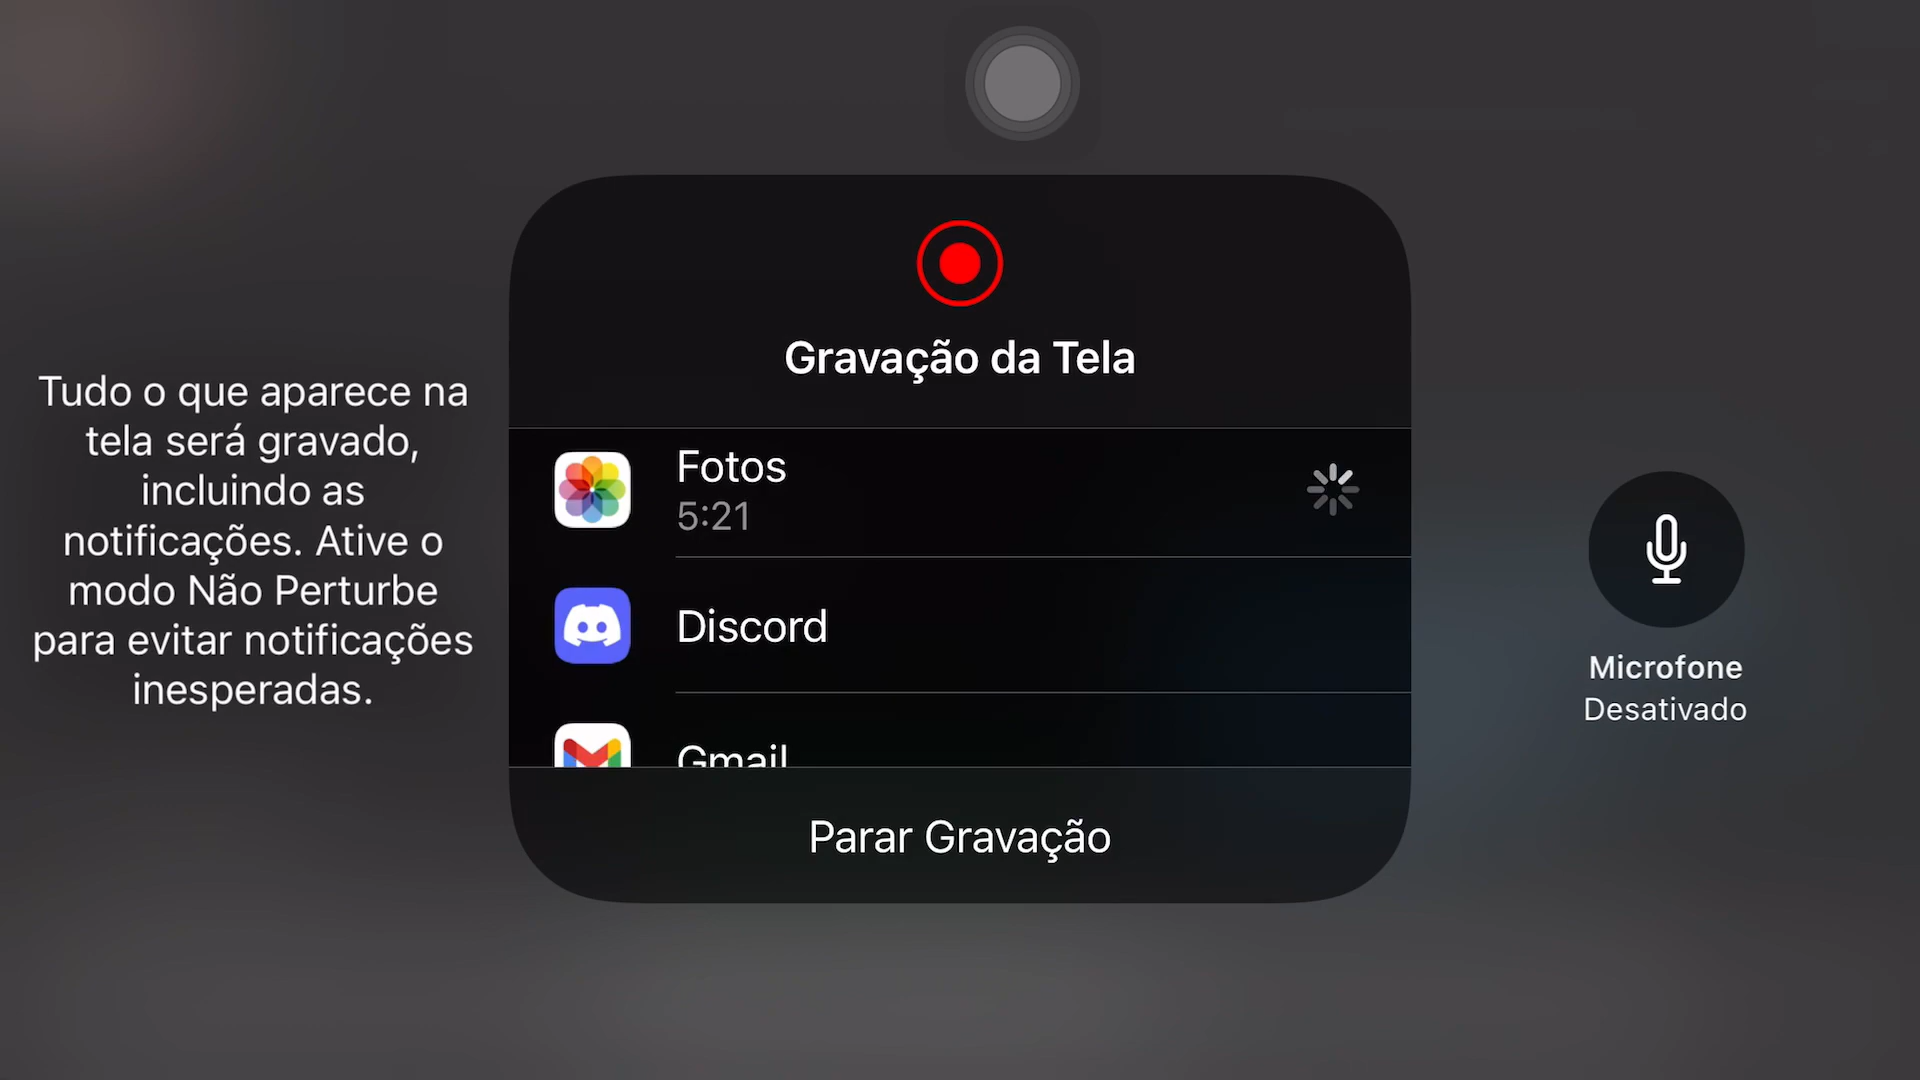 Gravação da Tela
Tudo o que aparece na
tela será gravado,
incluindo as
notificações. Ative o
modo Não Perturbe
para evitar notificações
inesperadas.
Fotos
5:21
Discord
Gmail
Parar Gravação
Microfone
Desativado